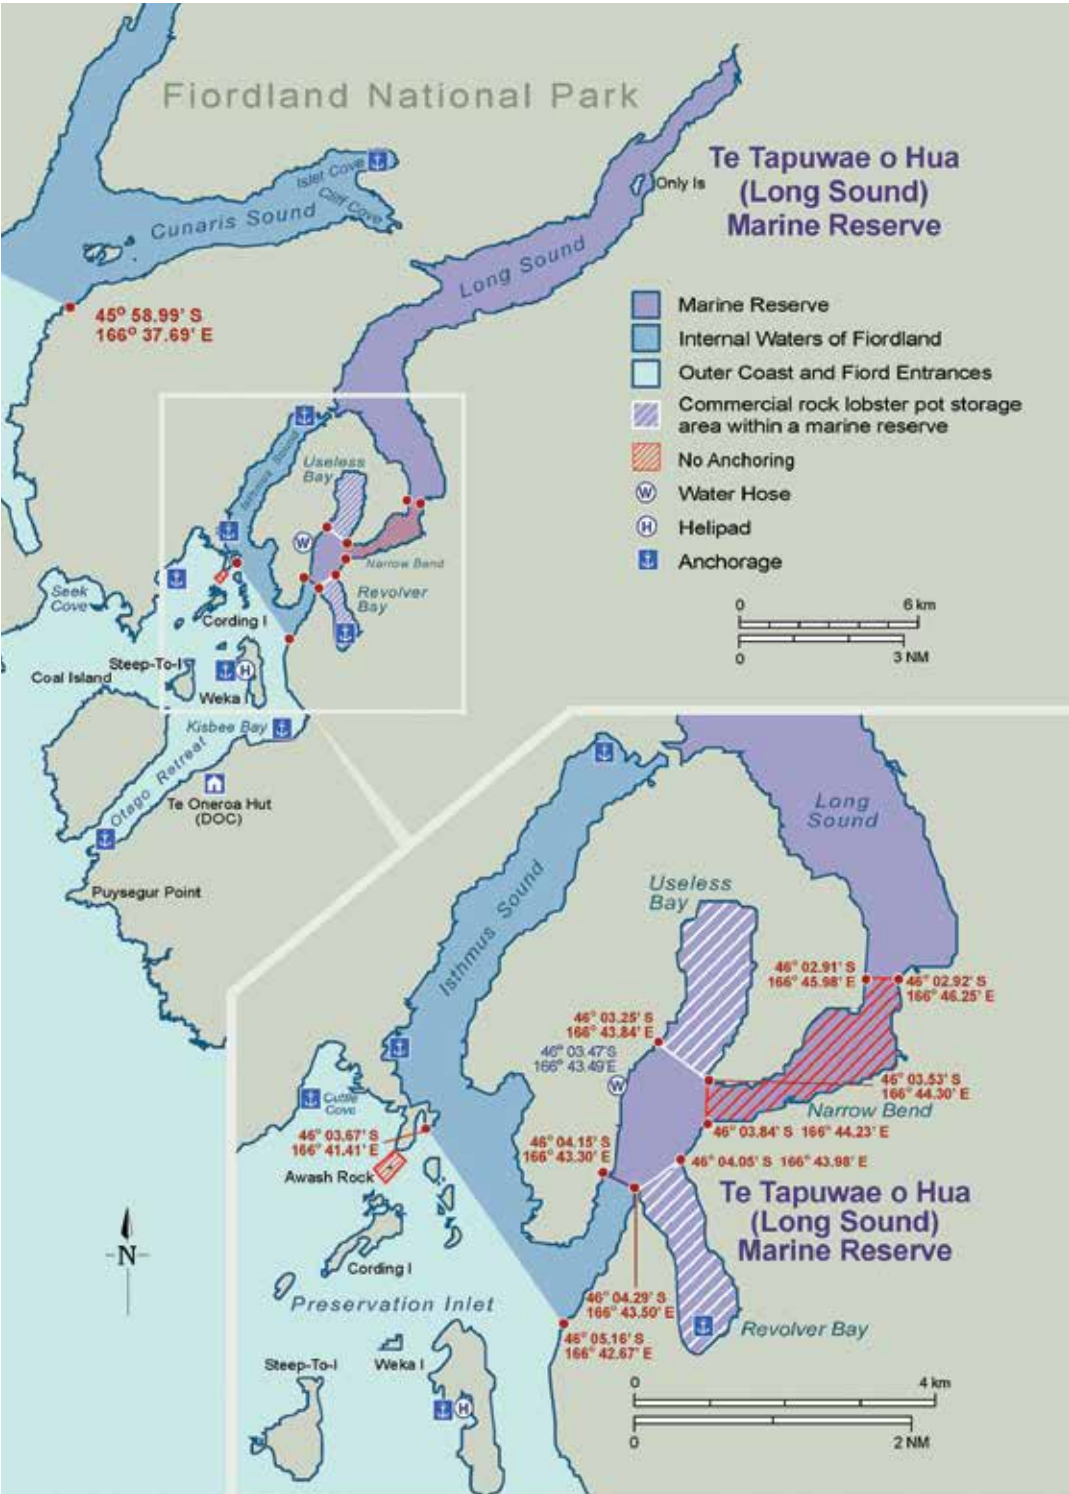 Fiordland National Park
Te Tapuwae o Hua
(Long Sound)
Marine Reserve
Only Is
Islet Cove
Cliff Cove
Cunaris Sound
Long Sound
45° 58.99' S
166° 37.69' E
Marine Reserve
Internal Waters of Fiordland
Outer Coast and Fiord Entrances
Commercial rock lobster pot storage
area within a marine reserve
No Anchoring
W Water Hose
H Helipad
Anchorage
0 6 km
0 3 NM
Isthmus Sound
Useless
Bay
W
Narrow Bend
Revolver
Bay
Seek
Cove
Cording I
Steep-To-I
Coal Island
H
Weka I
Kisbee Bay
Otago Retreat
Te Oneroa Hut
(DOC)
Puysegur Point
Long
Sound
Isthmus Sound
Useless
Bay
46° 02.91' S
166° 45.98' E
46° 02.92' S
166° 46.25' E
46° 03.25' S
166° 43.84' E
46° 03.47'S
166° 43.49'E
W
46° 03.53' S
166° 44.30' E
Narrow Bend
Cuttle
Cove
46° 03.67' S
166° 41.41' E
46° 03.84' S 166° 44.23' E
46° 04.15' S
166° 43.30' E
46° 04.05' S 166° 43.98' E
Awash Rock
Te Tapuwae o Hua
(Long Sound)
Marine Reserve
N
Cording I
46° 04.29' S
166° 43.50' E
Preservation Inlet
46° 05.16' S
166° 42.67' E
Revolver Bay
Steep-To-I
Weka I
H
0 4 km
0 2 NM